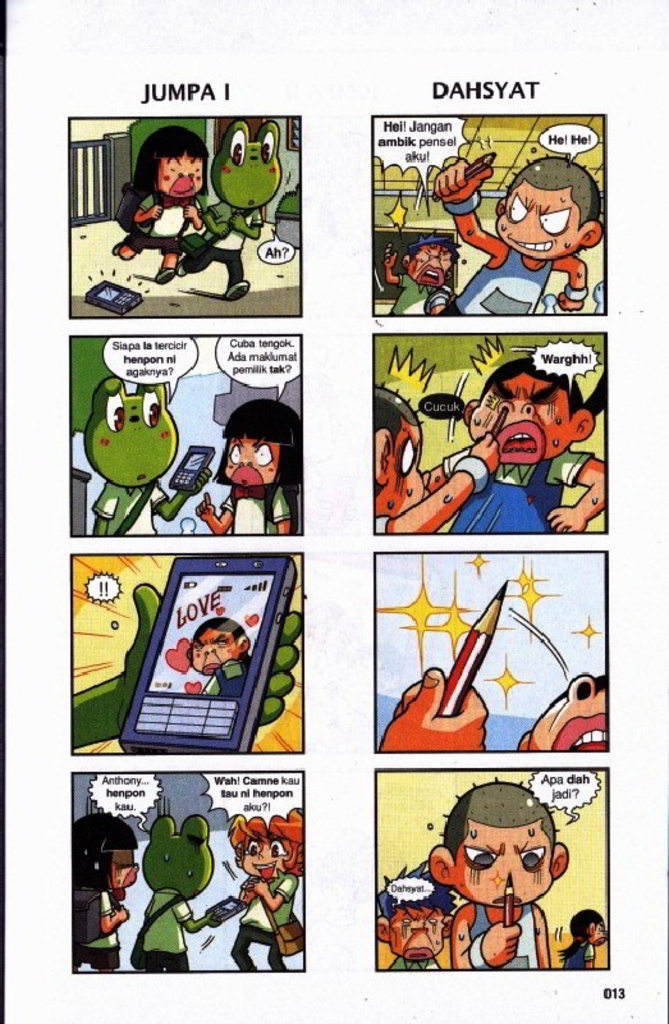 JUMPA I
Ah?
Siapa la tercicir
henpon ni
agaknya?
Cuba tengok.
Ada maklumat
pemilik tak?
!!
LOVE
Anthony...
henpon
kau.
Wah! Camne kau
tau ni henpon
aku?!
DAHSYAT
Hei! Jangan
ambik pensel
aku!
He! He!
Warghh!
Cucuk
Dahsyat...
Apa dah
jadi?
013